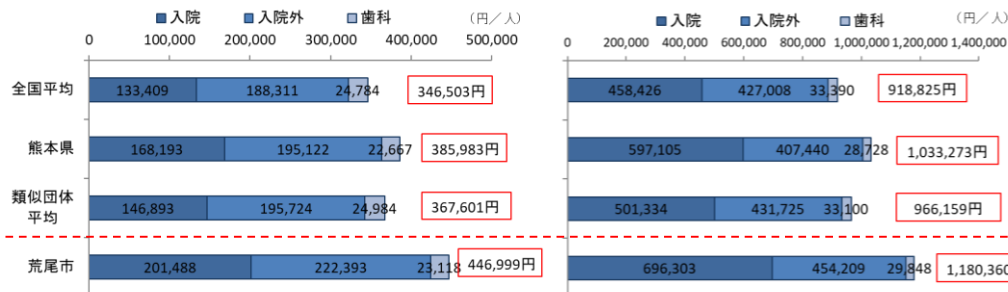 入院 入院外 歯科 (円／人)
0 100,000 200,000 300,000 400,000 500,000
全国平均 133,409 188,311 24,784 346,503円
熊本県 168,193 195,122 22,667 385,983円
類似団体
平均 146,893 195,724 24,984 367,601円
荒尾市 201,488 222,393 23,118 446,999円
入院 入院外 歯科 (円／人)
0 200,000 400,000 600,000 800,000 1,000,000 1,200,000 1,400,000
458,426 427,008 33,390 918,825円
597,105 407,440 28,728 1,033,273円
501,334 431,725 33,100 966,159円
696,303 454,209 29,848 1,180,360